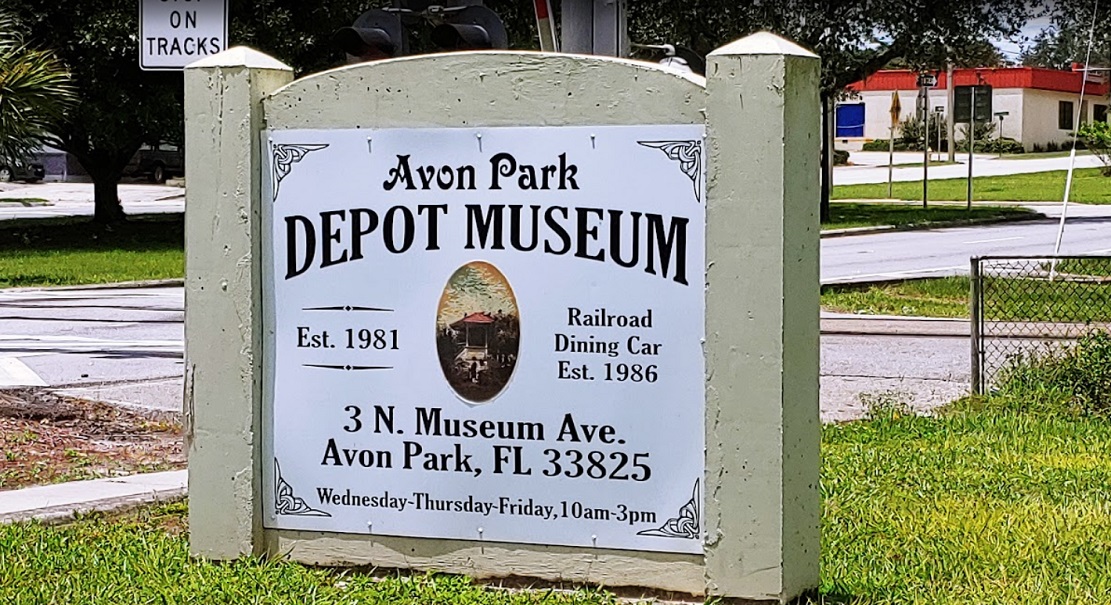 ON
TRACKS
Avon Park
DEPOT MUSEUM
Est. 1981
Railroad
Dining Car
Est. 1986
3 N. Museum Ave.
Avon Park, FL 33825
Wednesday-Thursday-Friday,10am-3pm